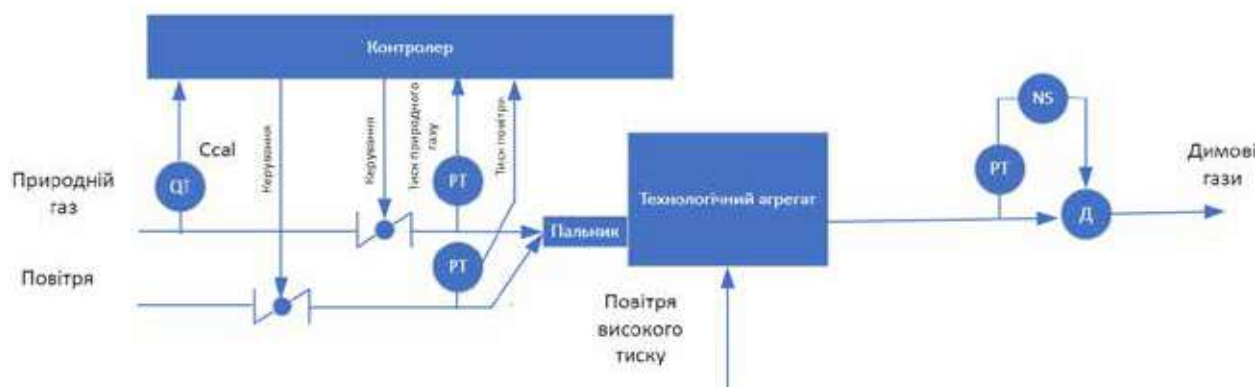 Контролер
Ccal
Керування
Керування
Тиск природного
газу
Тиск повітря
NS
QT
PT
PT
Природній
газ
PT
Технологічний агрегат
Димові
гази
Д
Пальник
Повітря
Повітря
високого
тиску